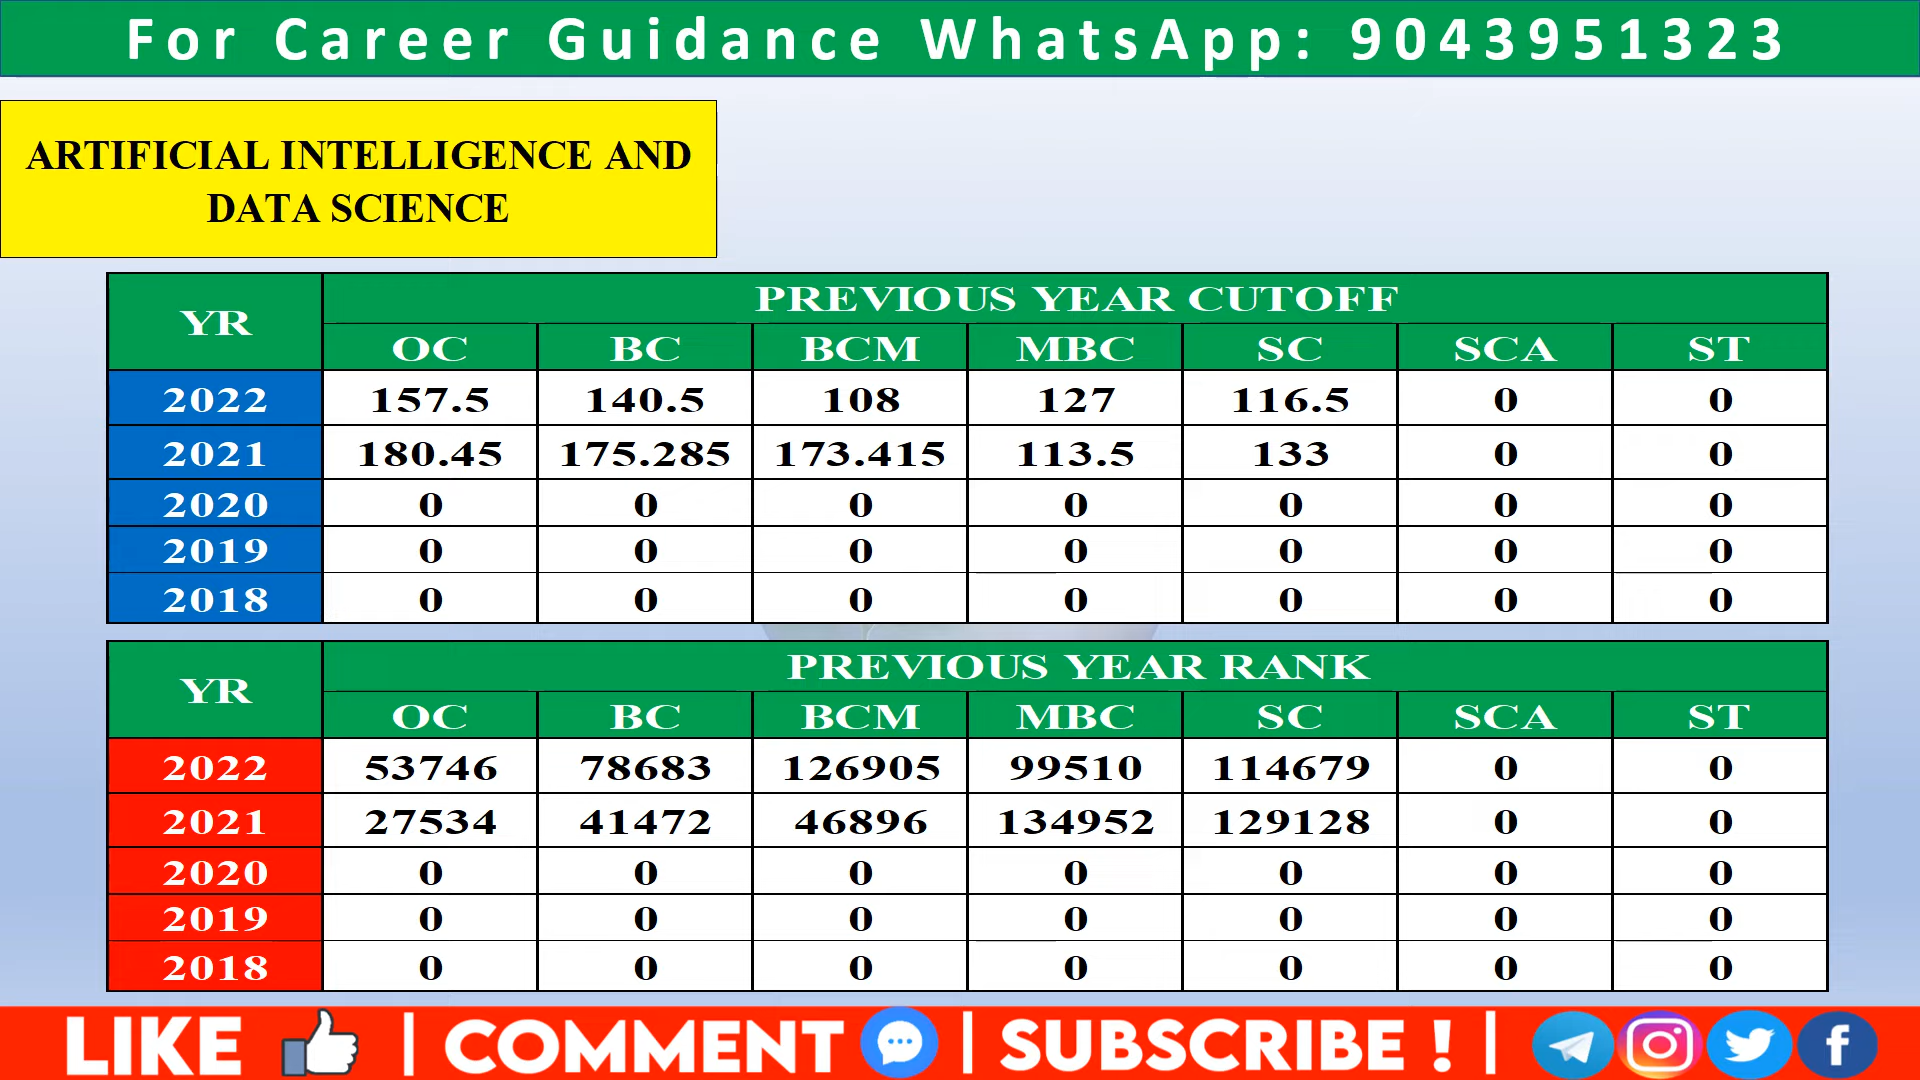 For Career Guidance WhatsApp: 9043951323
ARTIFICIAL INTELLIGENCE AND
DATA SCIENCE
YR PREVIOUS YEAR CUTOFF
OC BC BCM MBC SC SCA ST
2022 157.5 140.5 108 127 116.5 0 0
2021 180.45 175.285 173.415 113.5 133 0 0
2020 0 0 0 0 0 0 0
2019 0 0 0 0 0 0 0
2018 0 0 0 0 0 0 0
YR PREVIOUS YEAR RANK
OC BC BCM MBC SC SCA ST
2022 53746 78683 126905 99510 114679 0 0
2021 27534 41472 46896 134952 129128 0 0
2020 0 0 0 0 0 0 0
2019 0 0 0 0 0 0 0
2018 0 0 0 0 0 0 0
LIKE | COMMENT | SUBSCRIBE ! |